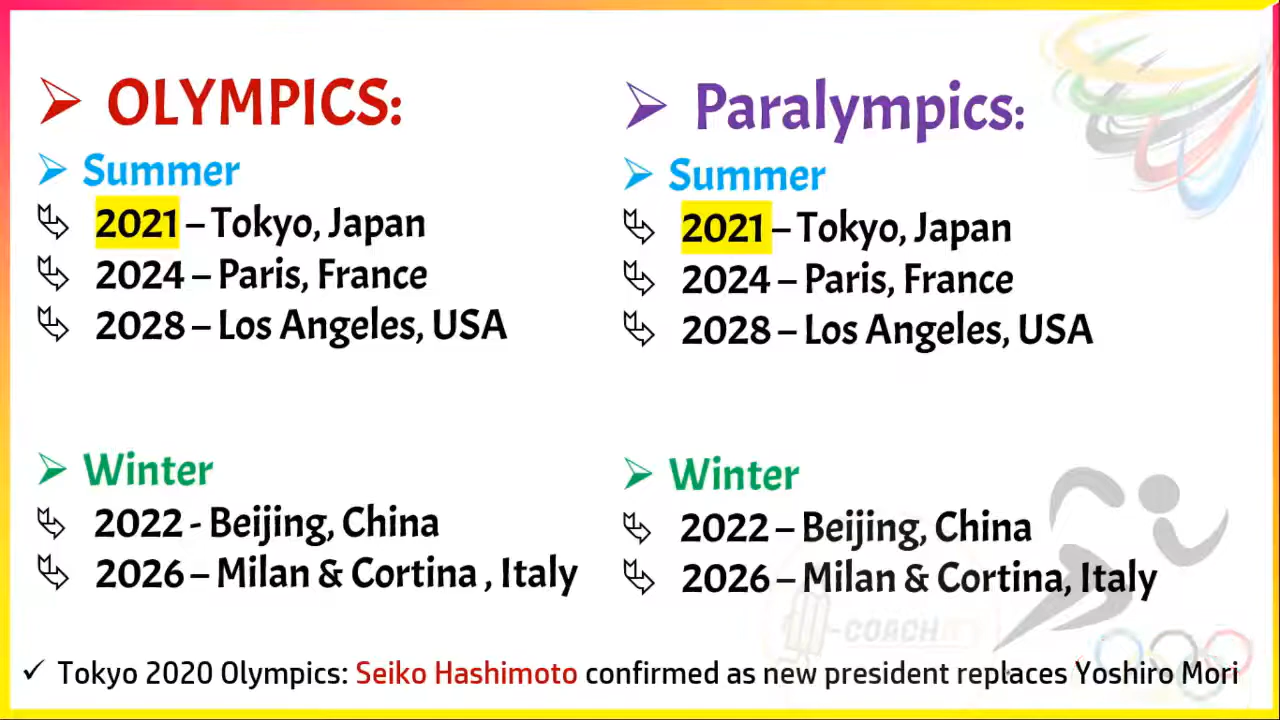 OLYMPICS:
Summer
2021 – Tokyo, Japan
2024 – Paris, France
2028 – Los Angeles, USA
Winter
2022 - Beijing, China
2026 – Milan & Cortina , Italy
Paralympics:
Summer
2021 – Tokyo, Japan
2024 – Paris, France
2028 – Los Angeles, USA
Winter
2022 – Beijing, China
2026 – Milan & Cortina, Italy
Tokyo 2020 Olympics: Seiko Hashimoto confirmed as new president replaces Yoshiro Mori